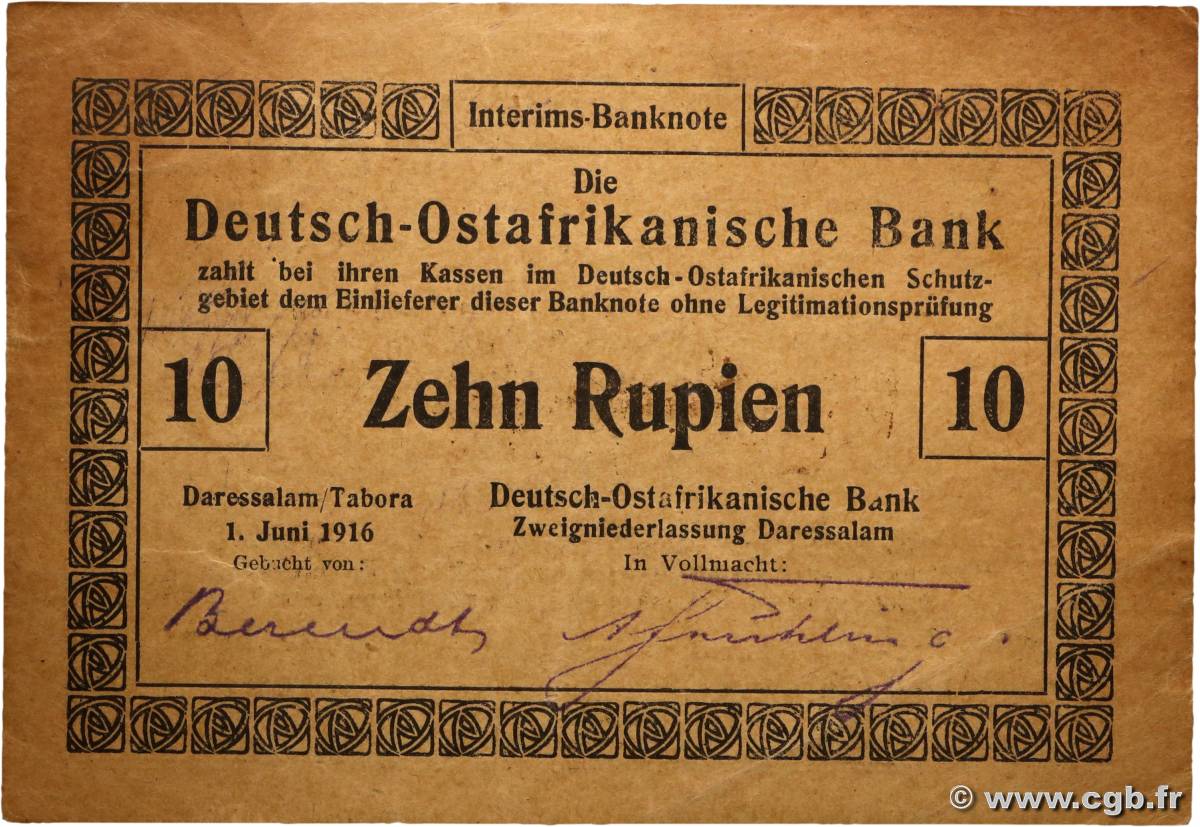 Interims-Banknote
Die
Deutsch-Ostafrikanische Bank
zahlt bei ihren Kassen im Deutsch-Ostafrikanischen Schutz-
gebiet dem Einlieferer dieser Banknote ohne Legitimationsprüfung
10 Zehn Rupien 10
Daressalam/Tabora
1. Juni 1916
Gebucht von:
Berendt
Deutsch-Ostafrikanische Bank
Zweigniederlassung Daressalam
In Vollmacht:
© www.cgb.fr